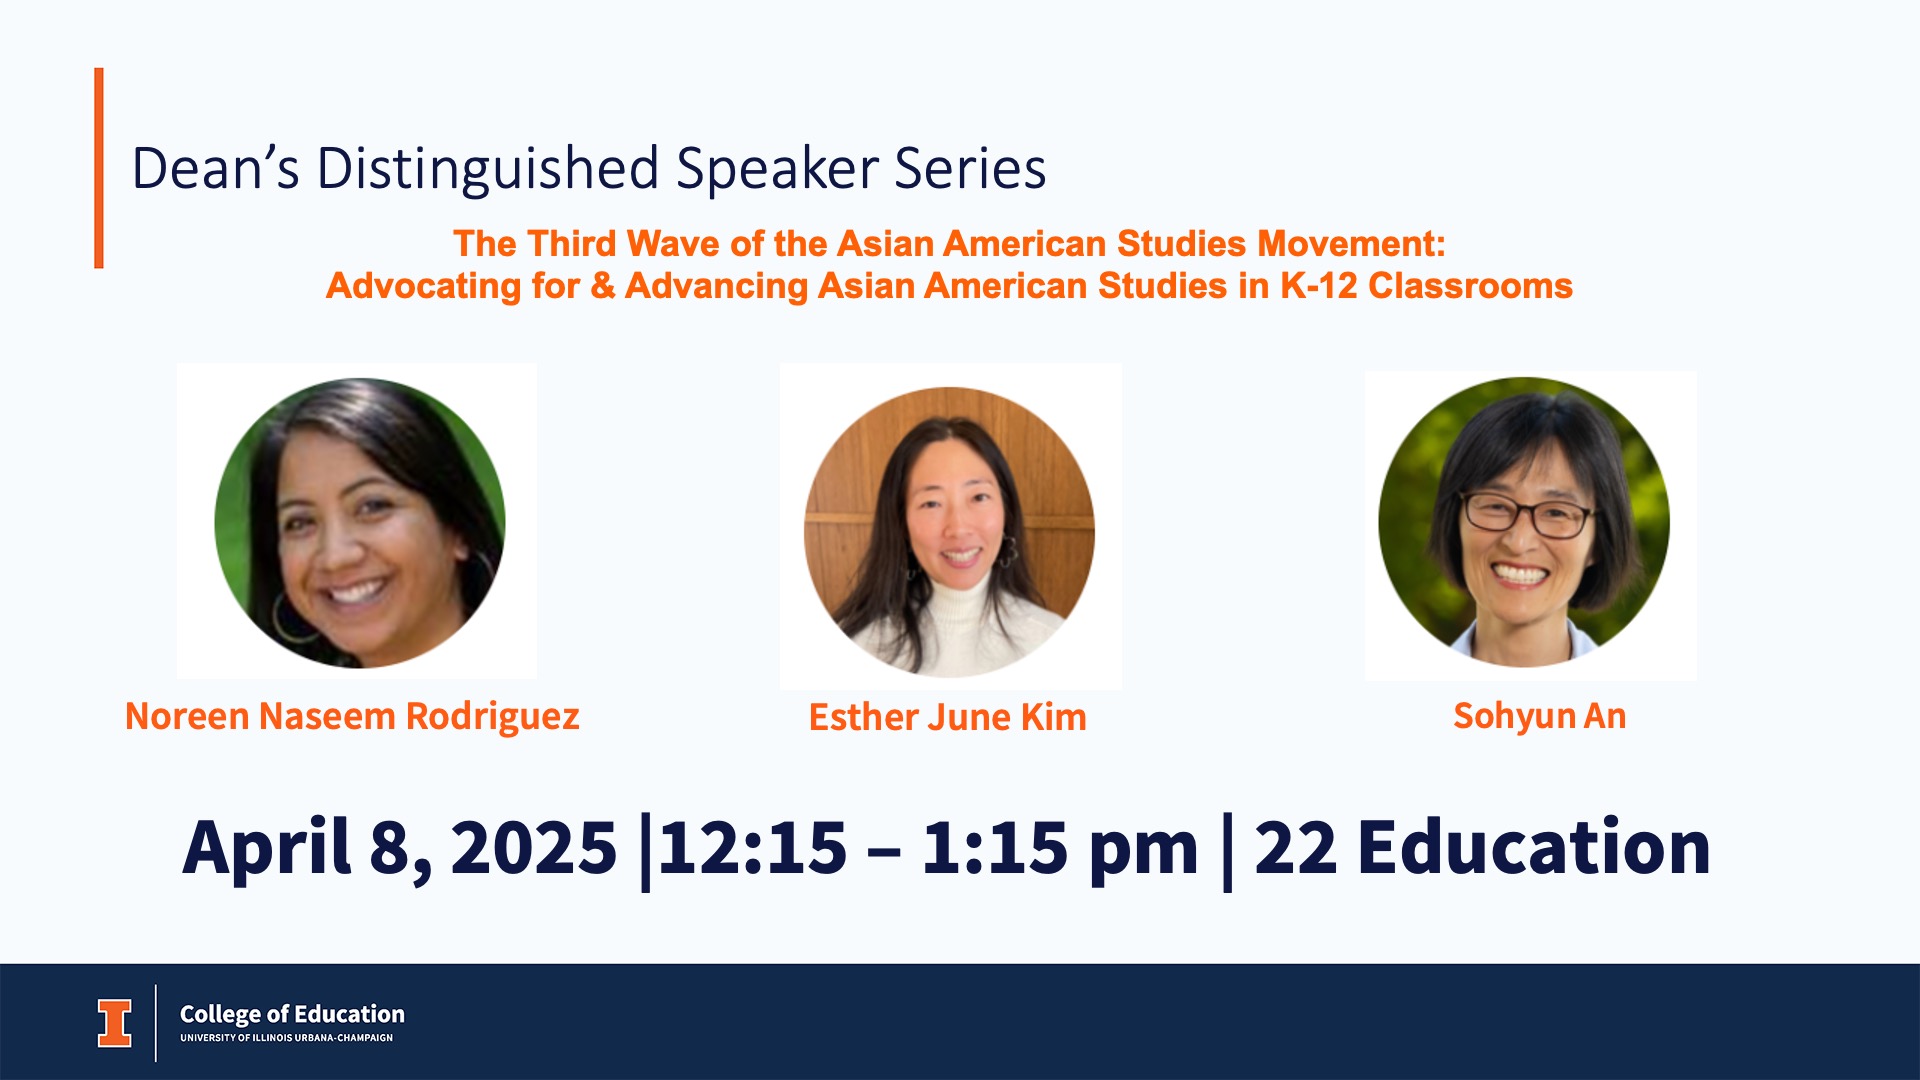 Dean’s Distinguished Speaker Series
The Third Wave of the Asian American Studies Movement:
Advocating for & Advancing Asian American Studies in K-12 Classrooms
Noreen Naseem Rodriguez
Esther June Kim
Sohyun An
April 8, 2025 |12:15 – 1:15 pm | 22 Education
I
College of Education
UNIVERSITY OF ILLINOIS URBANA-CHAMPAIGN